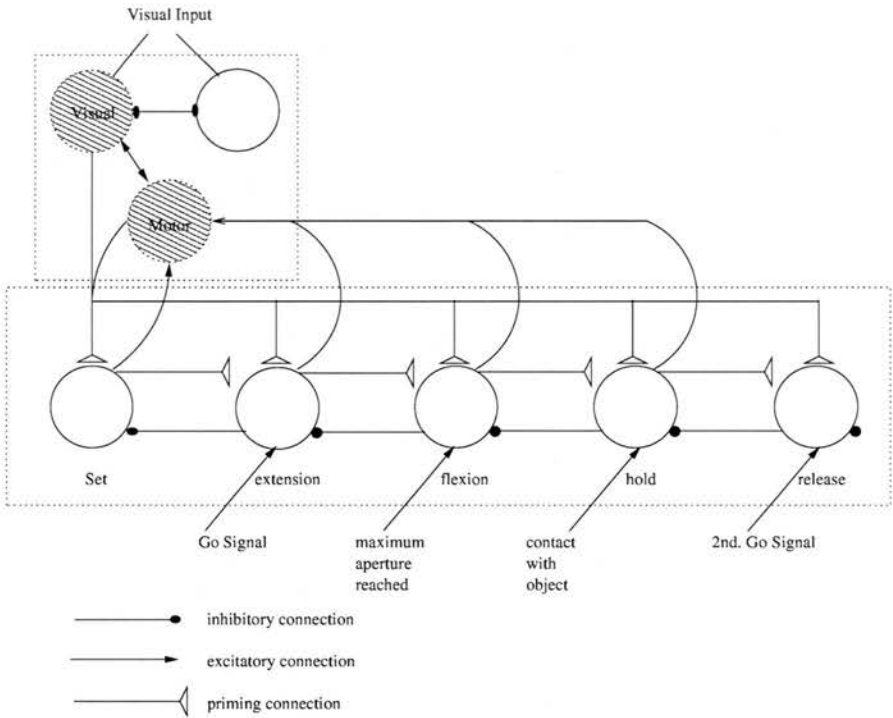 Visual Input
Visual
Motor
Set
extension
flexion
hold
release
Go Signal
maximum
aperture
reached
contact
with
object
2nd. Go Signal
inhibitory connection
excitatory connection
priming connection